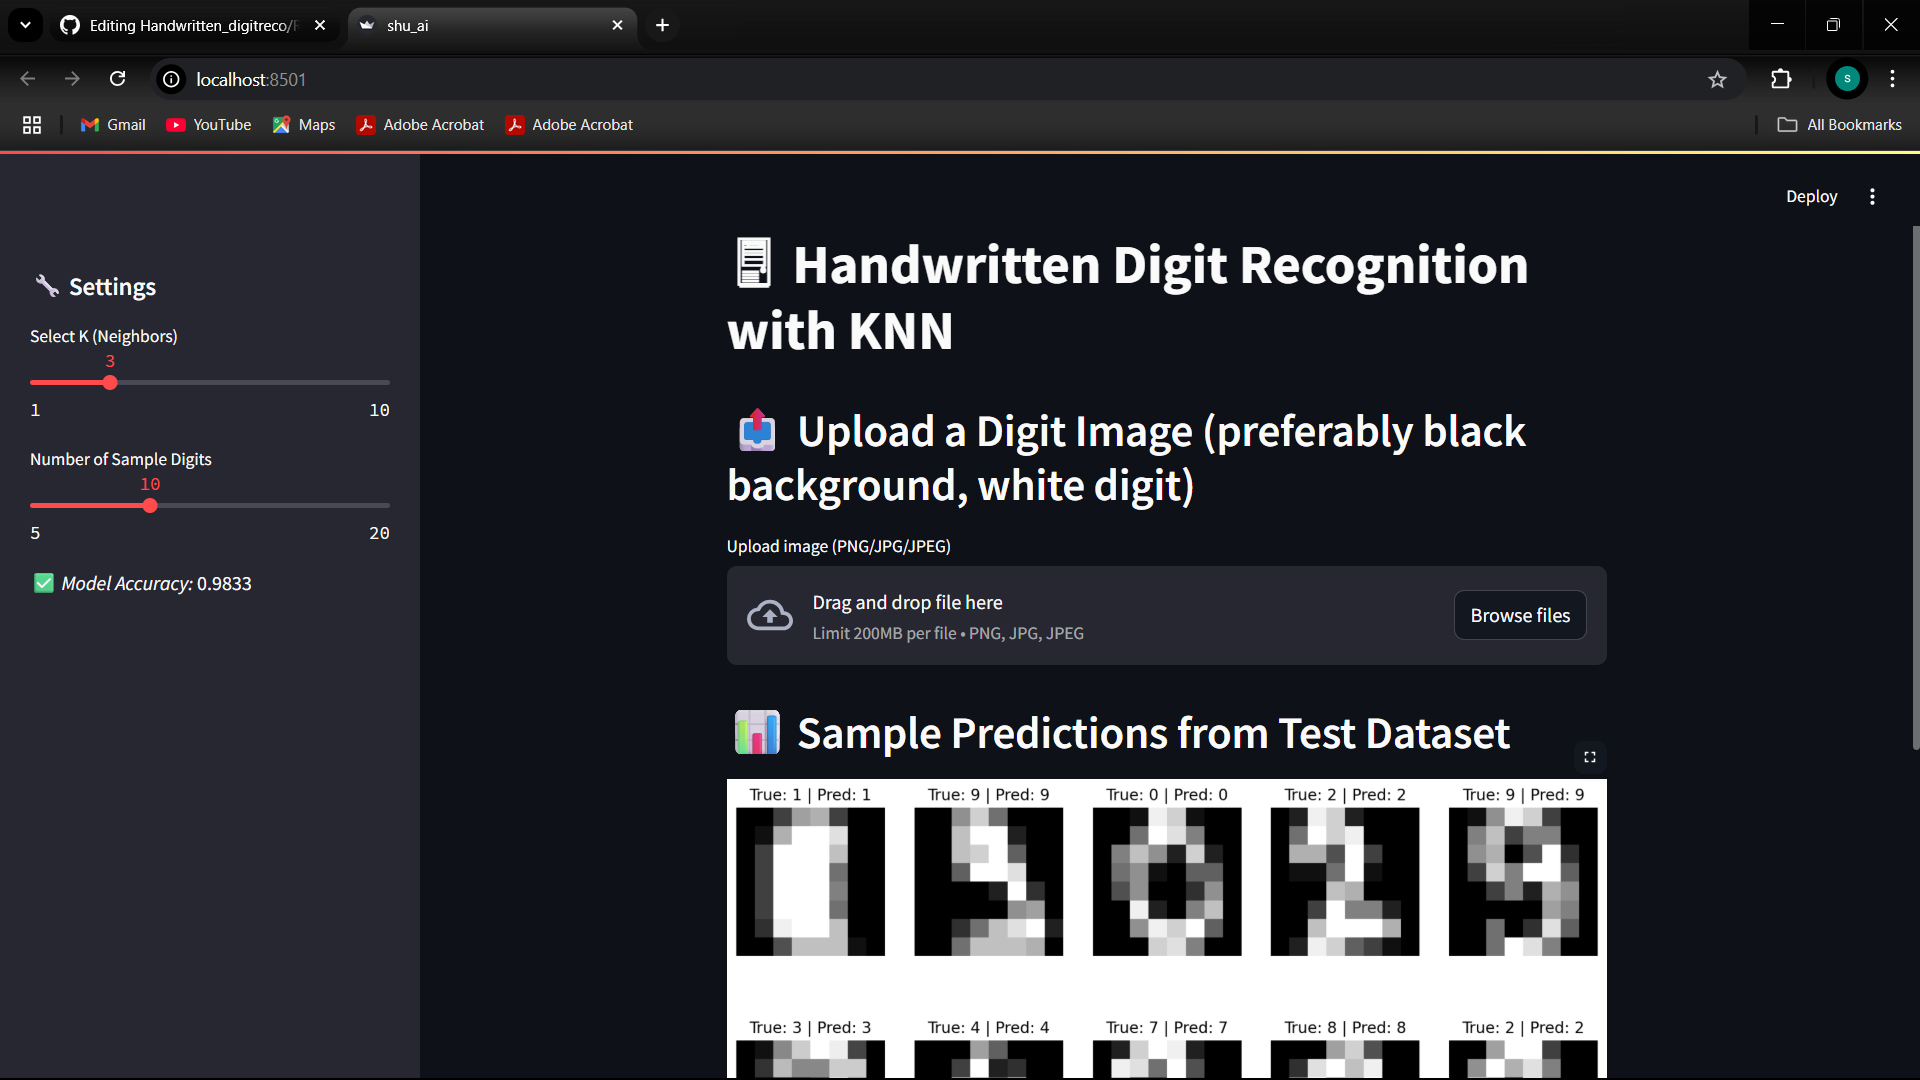 Editing Handwritten_digitreco/
shu_ai
localhost:8501
Gmail
YouTube
Maps
Adobe Acrobat
Adobe Acrobat
All Bookmarks
S
Deploy
Settings
Select K (Neighbors)
3
1 10
Number of Sample Digits
10
5 20
Model Accuracy: 0.9833
Handwritten Digit Recognition
with KNN
Upload a Digit Image (preferably black
background, white digit)
Upload image (PNG/JPG/JPEG)
Drag and drop file here
Limit 200MB per file • PNG, JPG, JPEG
Browse files
Sample Predictions from Test Dataset
True: 1 | Pred: 1 True: 9 | Pred: 9 True: 0 | Pred: 0 True: 2 | Pred: 2 True: 9 | Pred: 9
True: 3 | Pred: 3 True: 4 | Pred: 4 True: 7 | Pred: 7 True: 8 | Pred: 8 True: 2 | Pred: 2